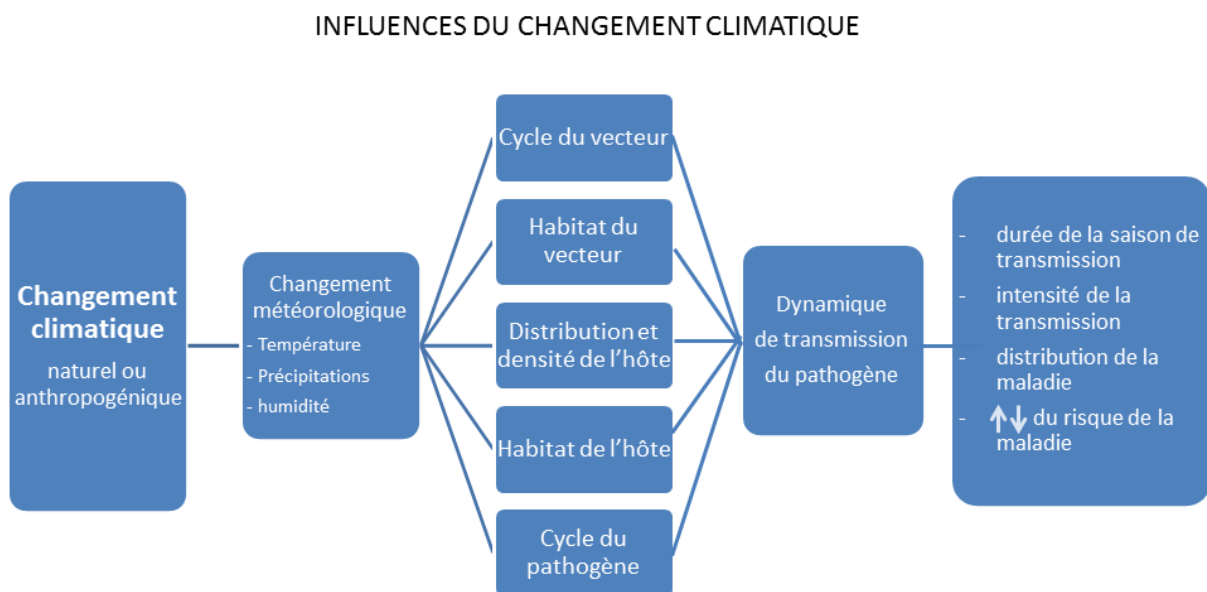 INFLUENCES DU CHANGEMENT CLIMATIQUE
Changement
climatique
naturel ou
anthropogénique
Changement
météorologique
- Température
- Précipitations
- humidité
Cycle du vecteur
Habitat du
vecteur
Distribution et
densité de l'hôte
Habitat de l'hôte
Cycle du
pathogène
Dynamique
de transmission
du pathogène
- durée de la saison de
transmission
- intensité de la
transmission
- distribution de la
maladie
- ↑↓ du risque de la
maladie